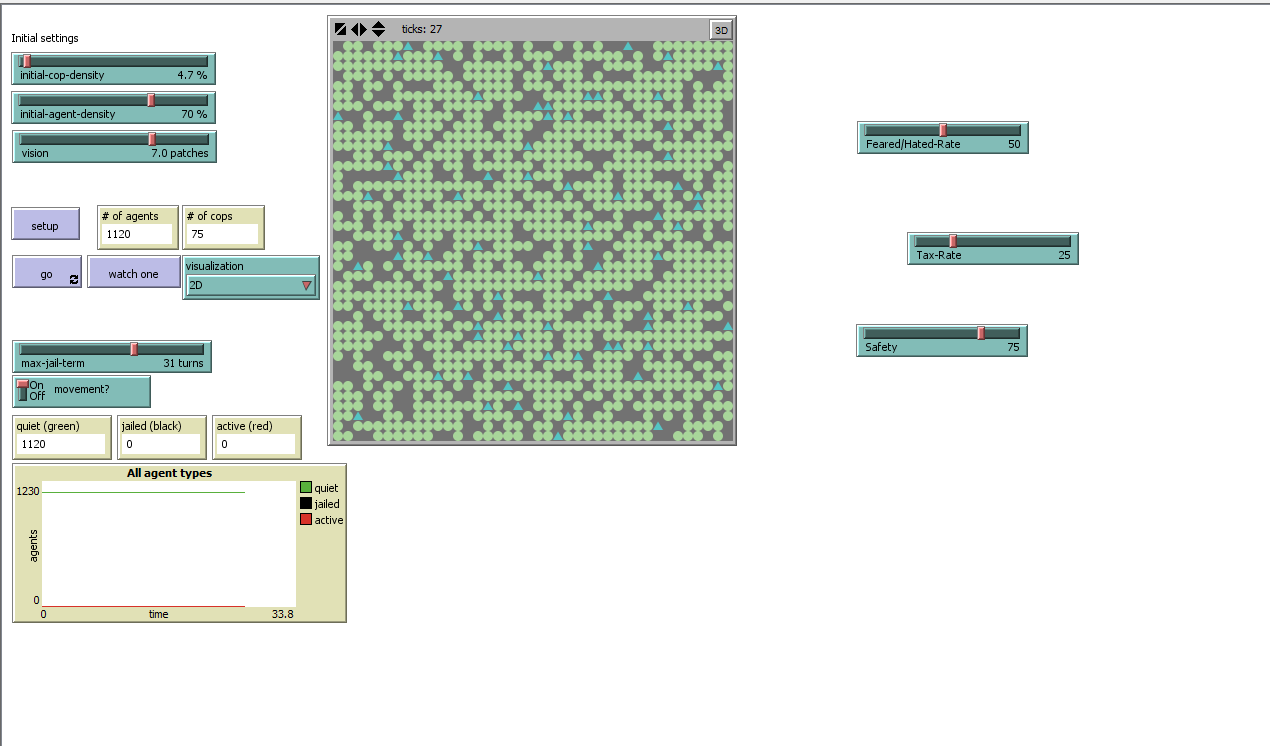 Initial settings
initial-cop-density 4.7 %
initial-agent-density 70 %
vision 7.0 patches
setup
# of agents
1120
# of cops
75
go
watch one
visualization
2D
max-jail-term 31 turns
On
Off
movement?
quiet (green)
1120
jailed (black)
0
active (red)
0
All agent types
1230
agents
0
0 time 33.8
quiet
jailed
active
ticks: 27
3D
Feared/Hated-Rate 50
Tax-Rate 25
Safety 75